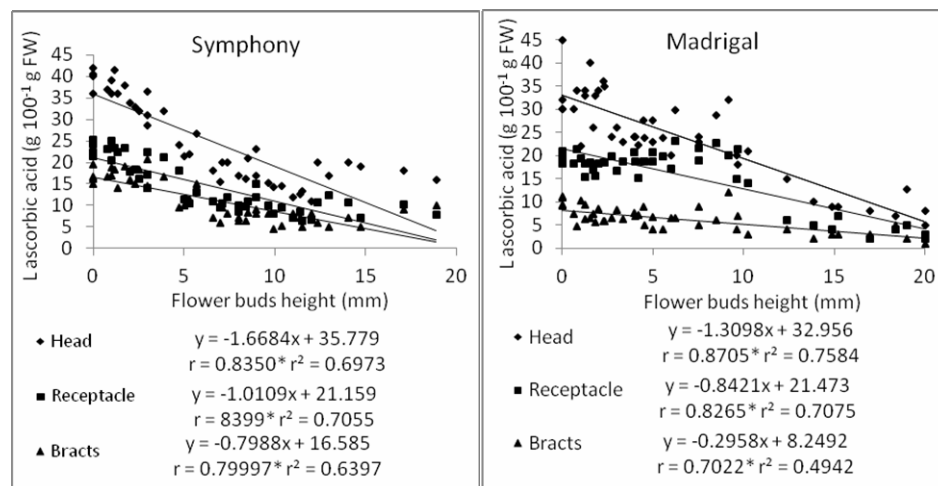 Symphony
L ascorbic acid (g 100⁻¹ g FW)
45
40
35
30
25
20
15
10
5
0
0 5 10 15 20
Flower buds height (mm)
Head y = -1.6684x + 35.779
r = 0.8350* r² = 0.6973
Receptacle y = -1.0109x + 21.159
r = 8399* r² = 0.7055
Bracts y = -0.7988x + 16.585
r = 0.79997* r² = 0.6397
Madrigal
L ascorbic acid (g 100⁻¹ g FW)
45
40
35
30
25
20
15
10
5
0
0 5 10 15 20
Flower buds height (mm)
Head y = -1.3098x + 32.956
r = 0.8705* r² = 0.7584
Receptacle y = -0.8421x + 21.473
r = 0.8265* r² = 0.7075
Bracts y = -0.2958x + 8.2492
r = 0.7022* r² = 0.4942